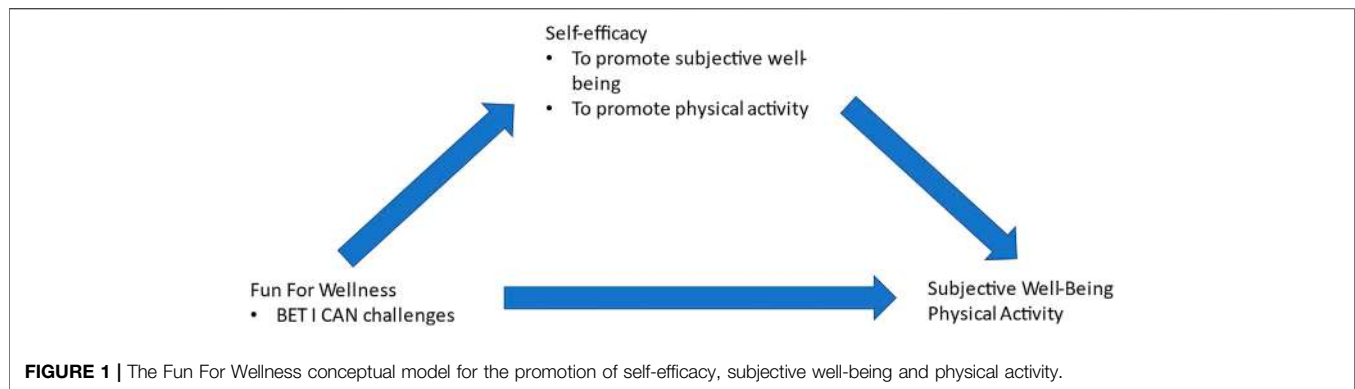 Self-efficacy
• To promote subjective well-
being
• To promote physical activity
Fun For Wellness
• BET I CAN challenges
Subjective Well-Being
Physical Activity
FIGURE 1 | The Fun For Wellness conceptual model for the promotion of self-efficacy, subjective well-being and physical activity.